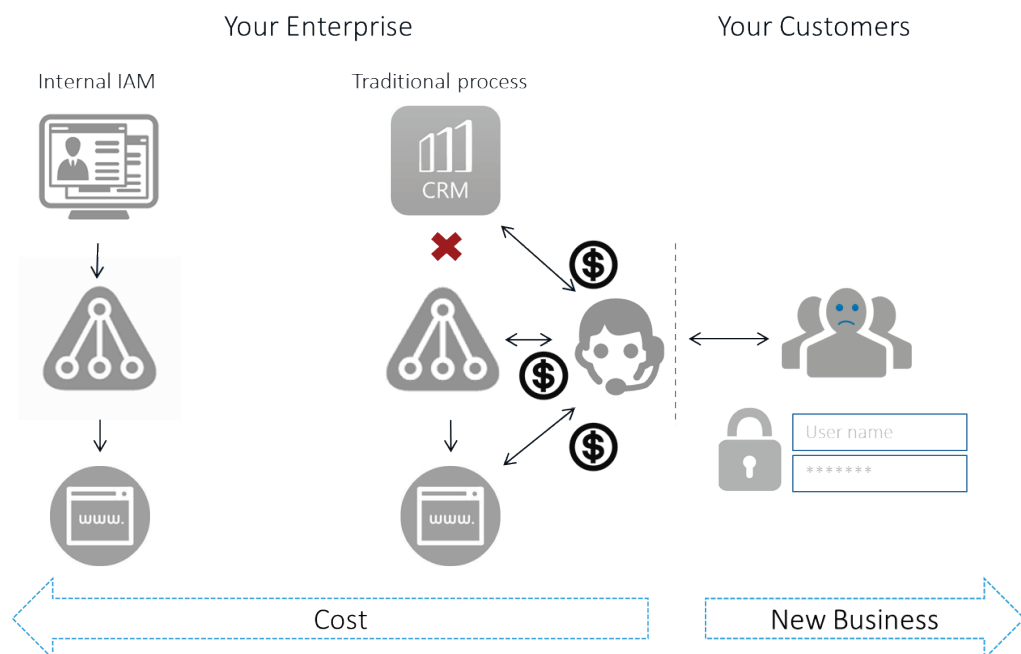 Your Enterprise
Your Customers
Internal IAM
Traditional process
CRM
$
$
User name
*******
$
www.
www.
Cost
New Business